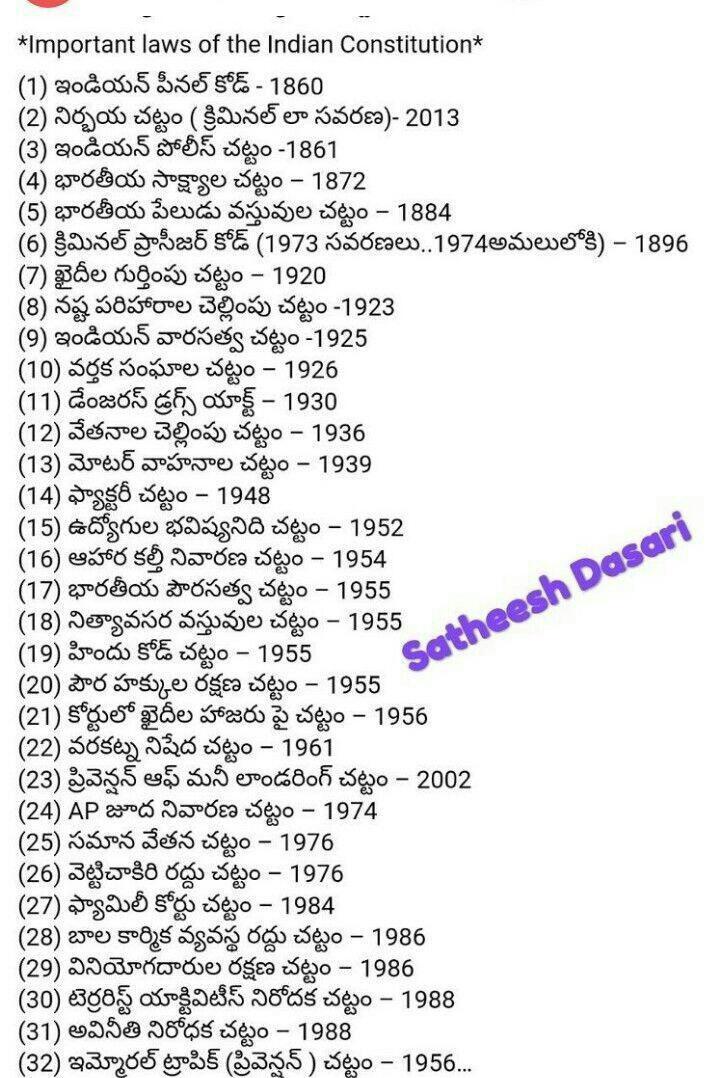 *Important laws of the Indian Constitution*
(1) ఇండియన్ పీనల్ కోడ్ - 1860
(2) నిర్భయ చట్టం ( క్రిమినల్ లా సవరణ)- 2013
(3) ఇండియన్ పోలీస్ చట్టం -1861
(4) భారతీయ సాక్ష్యాల చట్టం – 1872
(5) భారతీయ పేలుడు వస్తువుల చట్టం – 1884
(6) క్రిమినల్ ప్రాసీజర్ కోడ్ (1973 సవరణలు..1974అమలులోకి) – 1896
(7) ఖైదీల గుర్తింపు చట్టం – 1920
(8) నష్ట పరిహారాల చెల్లింపు చట్టం -1923
(9) ఇండియన్ వారసత్వ చట్టం -1925
(10) వర్తక సంఘాల చట్టం – 1926
(11) డేంజరస్ డ్రగ్స్ యాక్ట్ – 1930
(12) వేతనాల చెల్లింపు చట్టం – 1936
(13) మోటర్ వాహనాల చట్టం – 1939
(14) ఫ్యాక్టరీ చట్టం – 1948
(15) ఉద్యోగుల భవిష్యనిది చట్టం – 1952
(16) ఆహార కల్తీ నివారణ చట్టం – 1954
(17) భారతీయ పౌరసత్వ చట్టం – 1955
(18) నిత్యావసర వస్తువుల చట్టం – 1955
(19) హిందు కోడ్ చట్టం – 1955
(20) పౌర హక్కుల రక్షణ చట్టం – 1955
(21) కోర్టులో ఖైదీల హాజరు పై చట్టం – 1956
(22) వరకట్న నిషేద చట్టం – 1961
(23) ప్రివెన్షన్ ఆఫ్ మనీ లాండరింగ్ చట్టం – 2002
(24) AP జూద నివారణ చట్టం – 1974
(25) సమాన వేతన చట్టం – 1976
(26) వెట్టిచాకిరి రద్దు చట్టం – 1976
(27) ఫ్యామిలీ కోర్టు చట్టం – 1984
(28) బాల కార్మిక వ్యవస్థ రద్దు చట్టం – 1986
(29) వినియోగదారుల రక్షణ చట్టం – 1986
(30) టెర్రరిస్ట్ యాక్టివిటీస్ నిరోదక చట్టం – 1988
(31) అవినీతి నిరోధక చట్టం – 1988
(32) ఇమ్మోరల్ ట్రాపిక్ (ప్రివెన్షన్ ) చట్టం – 1956...
Satheesh Dasari